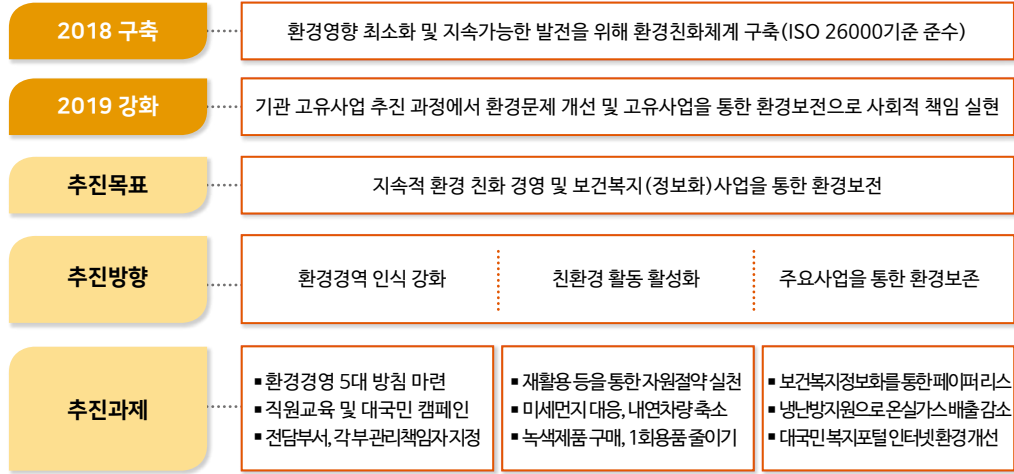 2018 구축
환경영향 최소화 및 지속가능한 발전을 위해 환경친화체계 구축(ISO 26000기준 준수)
2019 강화
기관 고유사업 추진 과정에서 환경문제 개선 및 고유사업을 통한 환경보전으로 사회적 책임 실현
추진목표
지속적 환경 친화 경영 및 보건복지(정보화)사업을 통한 환경보전
추진방향
환경경역 인식 강화
친환경 활동 활성화
주요사업을 통한 환경보존
추진과제
▪ 환경경영 5대 방침 마련
▪ 직원교육 및 대국민 캠페인
▪ 전담부서, 각 부 관리책임자 지정
▪ 재활용 등을 통한 자원절약 실천
▪ 미세먼지 대응, 내연차량 축소
▪ 녹색제품 구매, 1회용품 줄이기
▪ 보건복지정보화를 통한 페이퍼리스
▪ 냉난방지원으로 온실가스 배출 감소
▪ 대국민 복지포털 인터넷 환경 개선